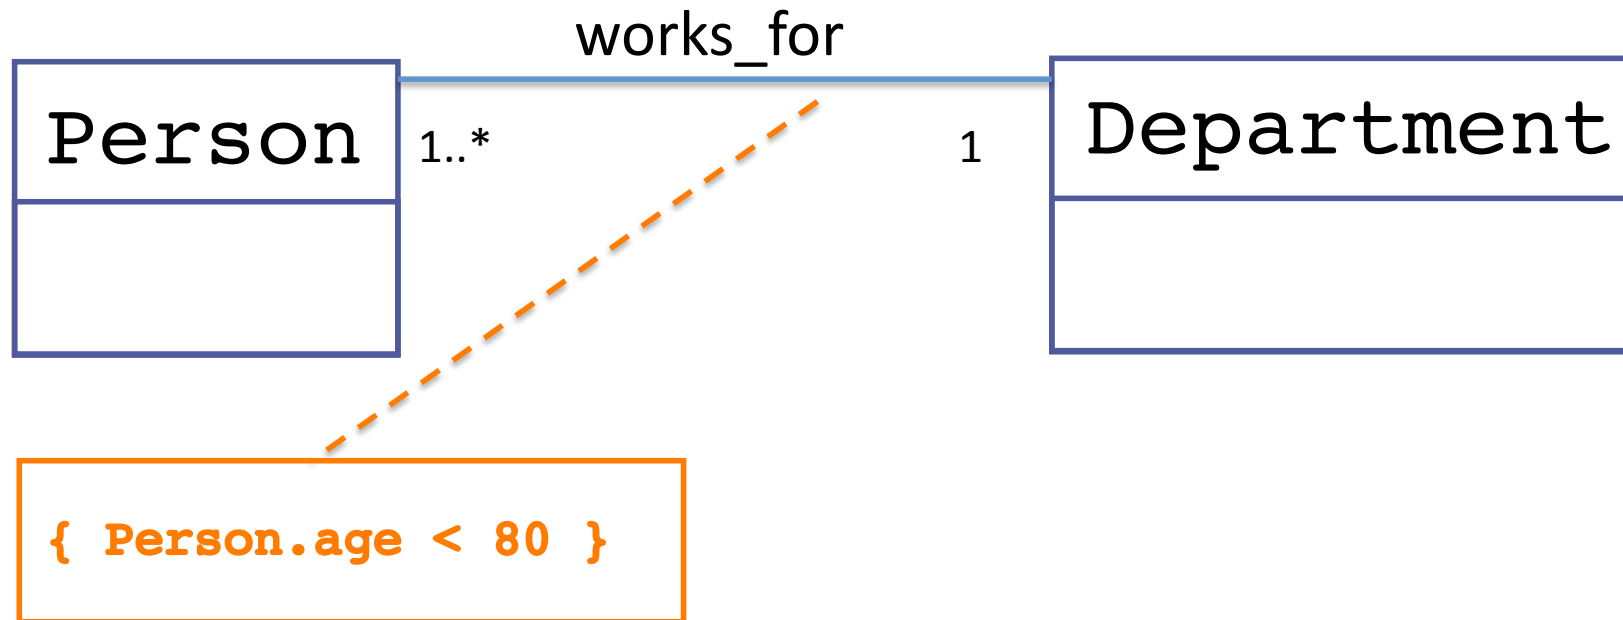 works_for
Person
1..*
1
Department
{ Person.age < 80 }